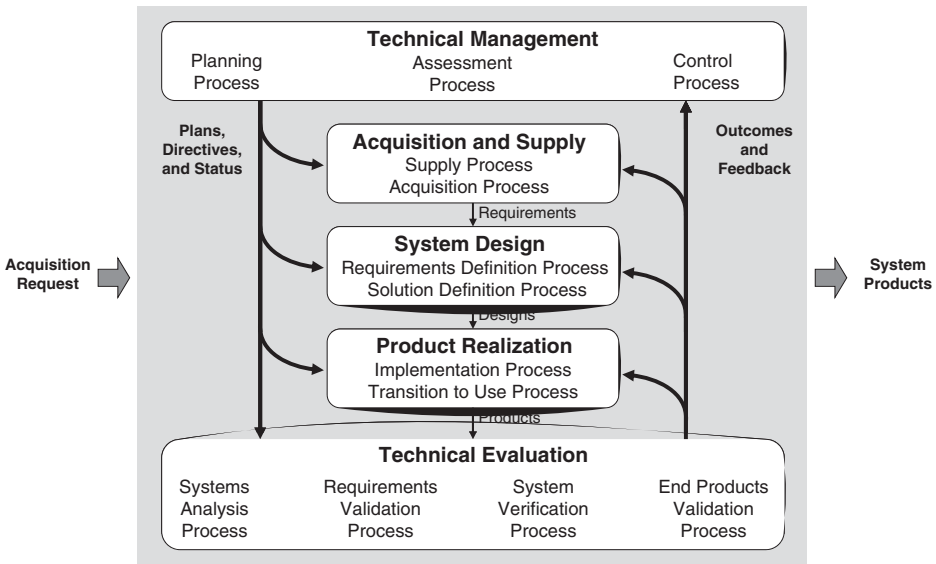 Technical Management
Planning
Process
Assessment
Process
Control
Process
Plans,
Directives,
and Status
Outcomes
and
Feedback
Acquisition and Supply
Supply Process
Acquisition Process
Requirements
System Design
Requirements Definition Process
Solution Definition Process
Designs
Product Realization
Implementation Process
Transition to Use Process
Products
Acquisition
Request
System
Products
Technical Evaluation
Systems
Analysis
Process
Requirements
Validation
Process
System
Verification
Process
End Products
Validation
Process